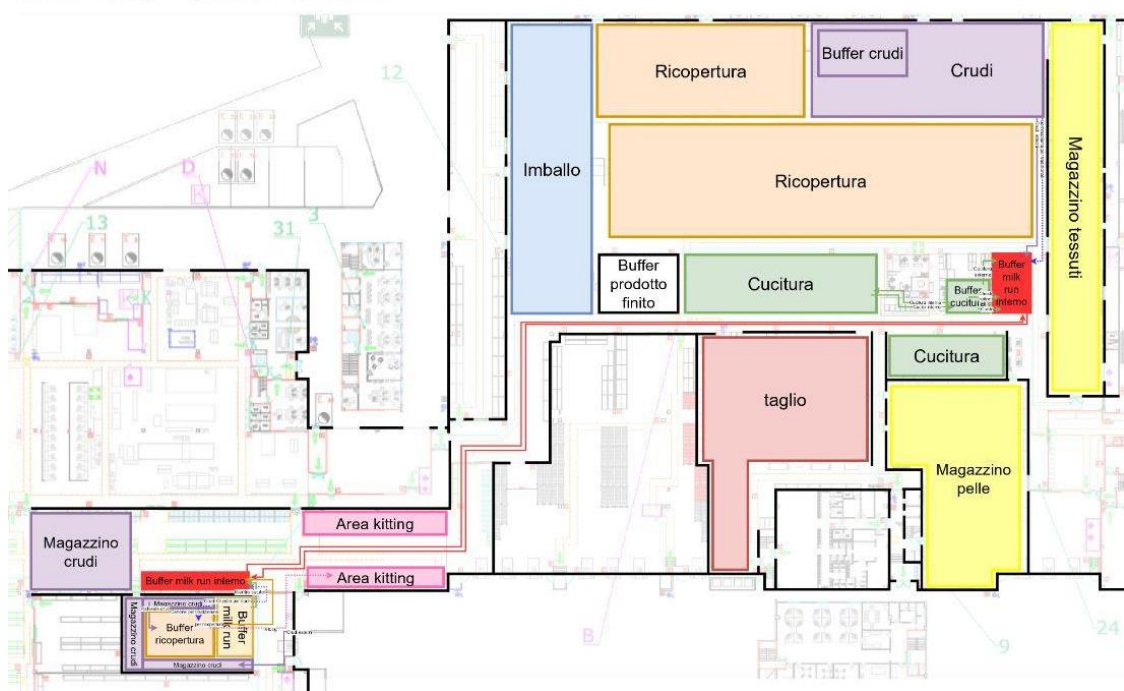 12
N
D
13
31
3
Imballo
Ricopertura
Buffer crudi
Crudi
Ricopertura
Magazzino tessuti
Buffer
prodotto
finito
Cucitura
Buffer
cucitura
Buffer
milk
run
interno
Cucitura
taglio
Magazzino
pelle
Magazzino
crudi
Area kitting
Area kitting
Buffer milk run interno
Magazzino crudi
Magazzino crudi
Buffer
ricopertura
Buffer
milk run
Magazzino crudi
B
9
24